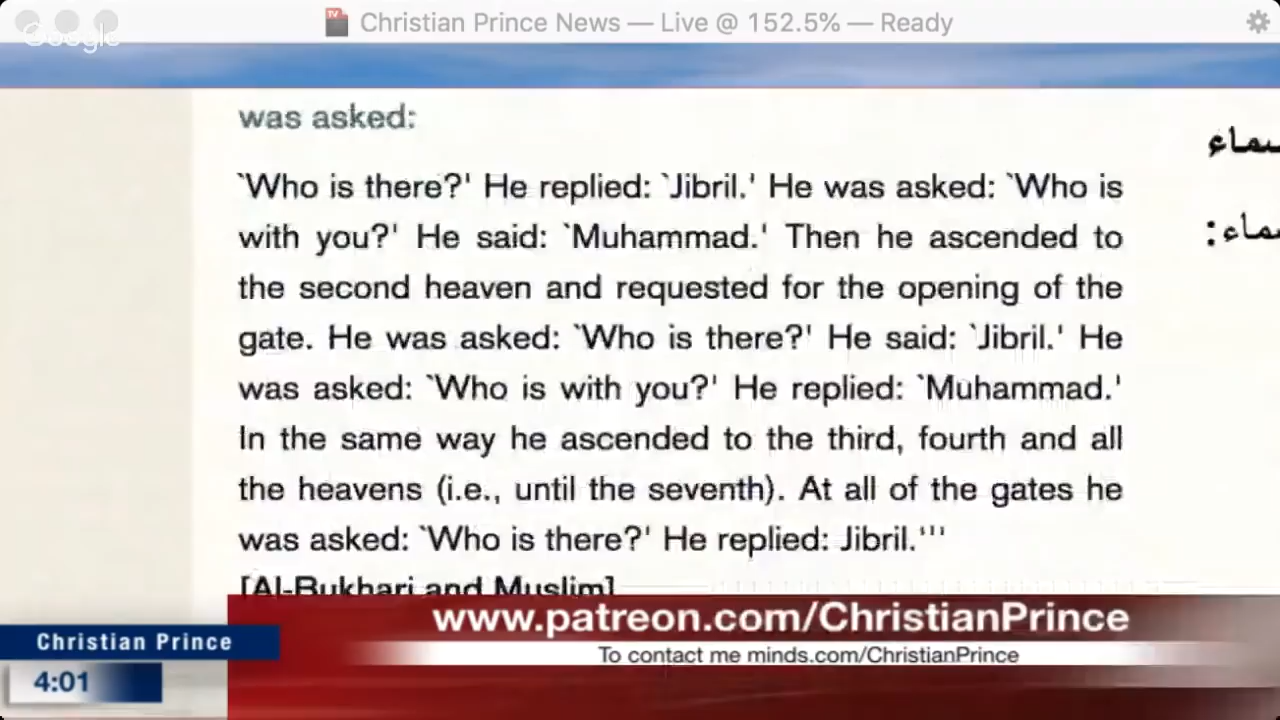 Christian Prince News — Live @ 152.5% — Ready
Google
was asked:
`Who is there?' He replied: `Jibril.' He was asked: `Who is
with you?' He said: `Muhammad.' Then he ascended to
the second heaven and requested for the opening of the
gate. He was asked: `Who is there?' He said: `Jibril.' He
was asked: `Who is with you?' He replied: `Muhammad.'
In the same way he ascended to the third, fourth and all
the heavens (i.e., until the seventh). At all of the gates he
was asked: `Who is there?' He replied: Jibril.'''
[Al-Bukhari and Muslim]
www.patreon.com/ChristianPrince
To contact me minds.com/ChristianPrince
Christian Prince
4:01